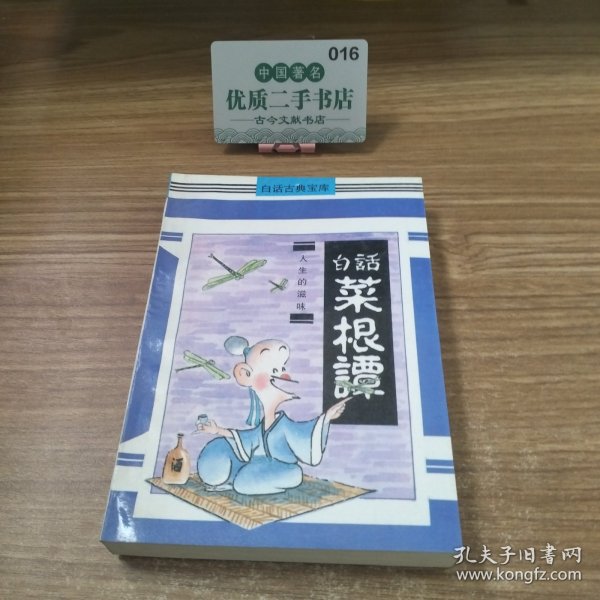 016
中国著名
优质二手书店
古今文献书店
白话古典宝库
人生的滋味
白話
菜根譚
酒
孔夫子旧书网
www.kongfz.com